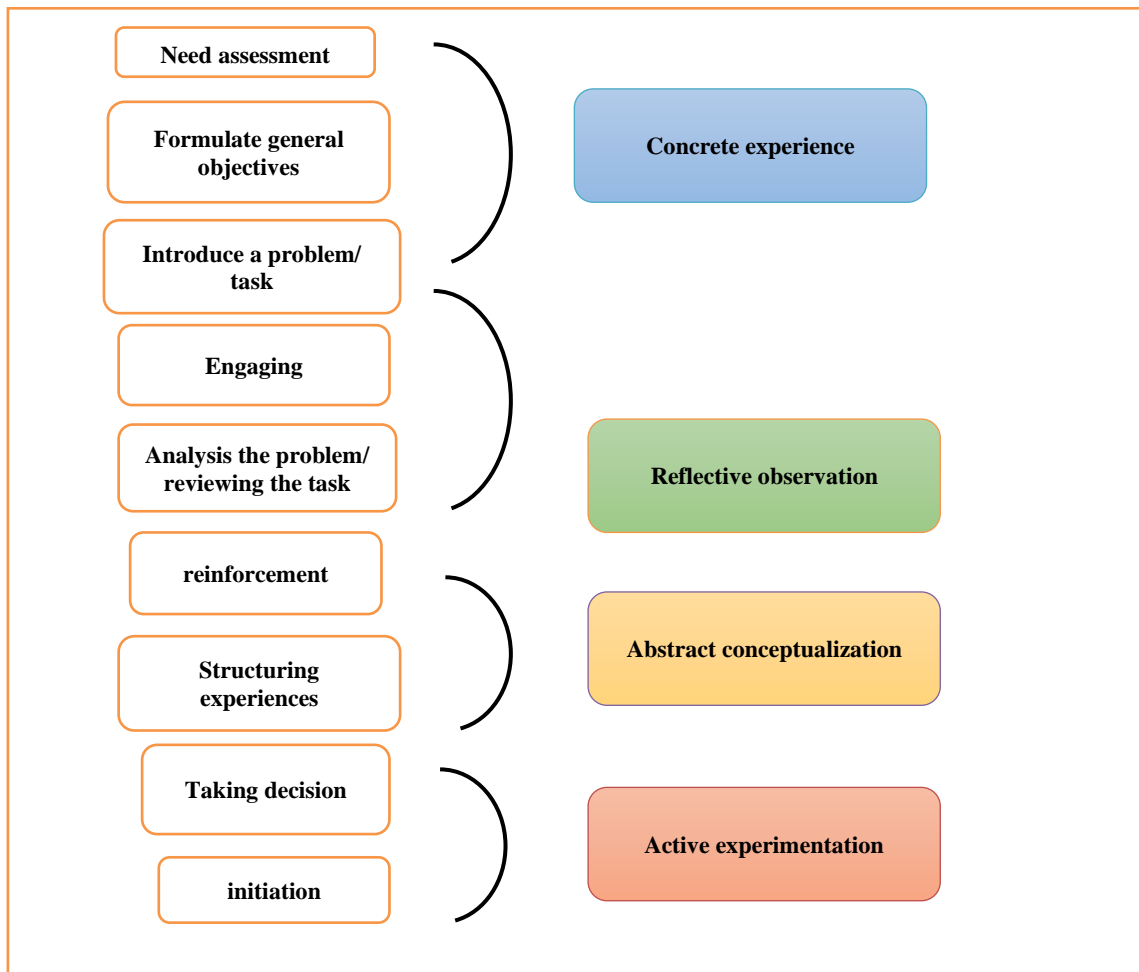 Need assessment
Formulate general
objectives
Introduce a problem/
task
Engaging
Analysis the problem/
reviewing the task
reinforcement
Structuring
experiences
Taking decision
initiation
Concrete experience
Reflective observation
Abstract conceptualization
Active experimentation